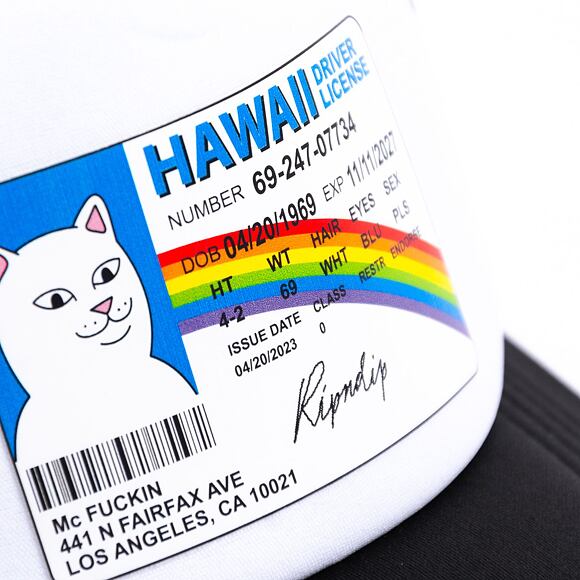 HAWAII DRIVER LICENSE
NUMBER 69-247-07734
DOB 04/20/1969 EXP 11/11/2027
HT WT HAIR EYES SEX
4-2 69 WHT BLU PLS
ISSUE DATE CLASS RESTR ENDORSE
04/20/2023 0
Ripndip
Mc FUCKIN
441 N FAIRFAX AVE
LOS ANGELES, CA 10021